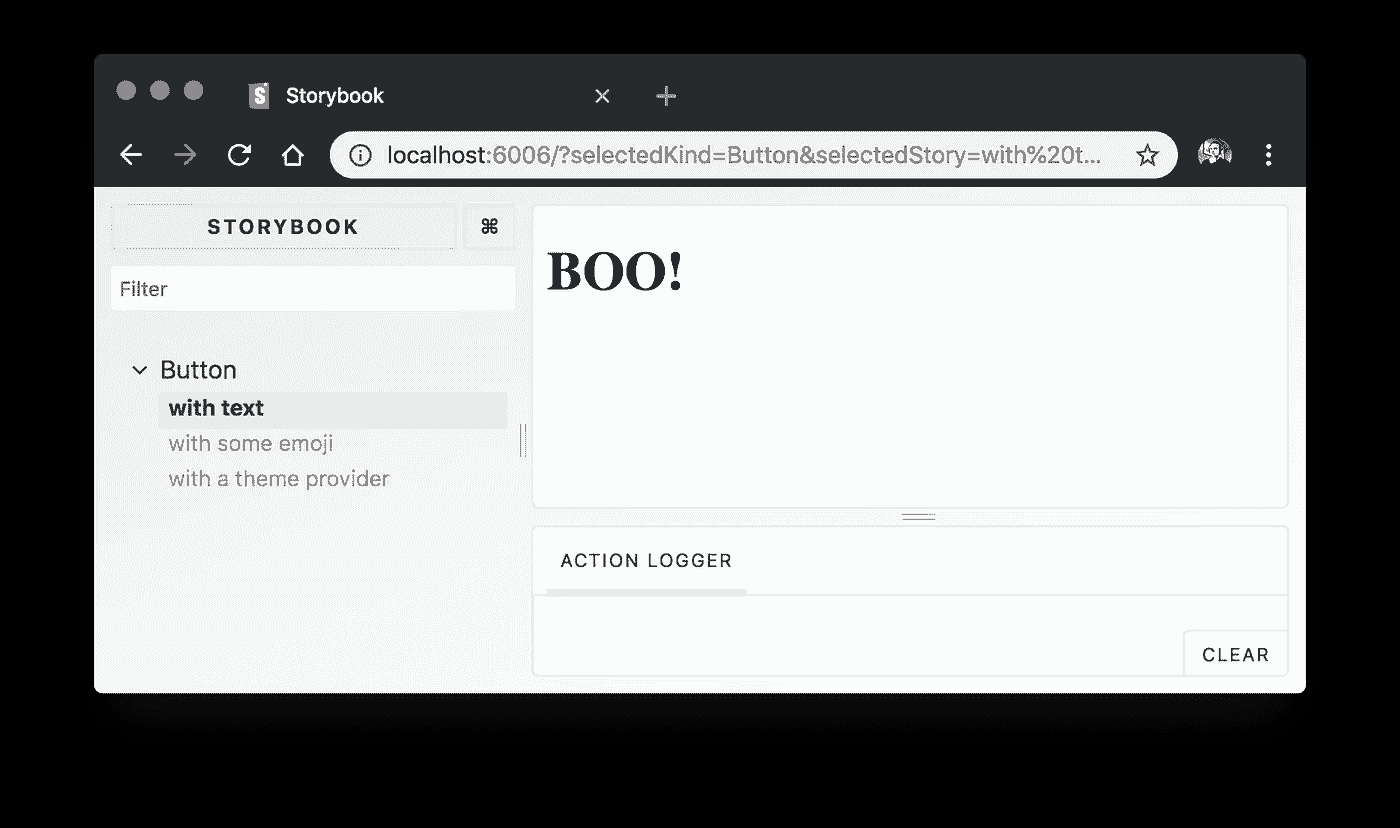 Storybook
localhost:6006/?selectedKind=Button&selectedStory=with%20t...
STORYBOOK ⌘
Filter
Button
with text
with some emoji
with a theme provider
BOO!
ACTION LOGGER
CLEAR